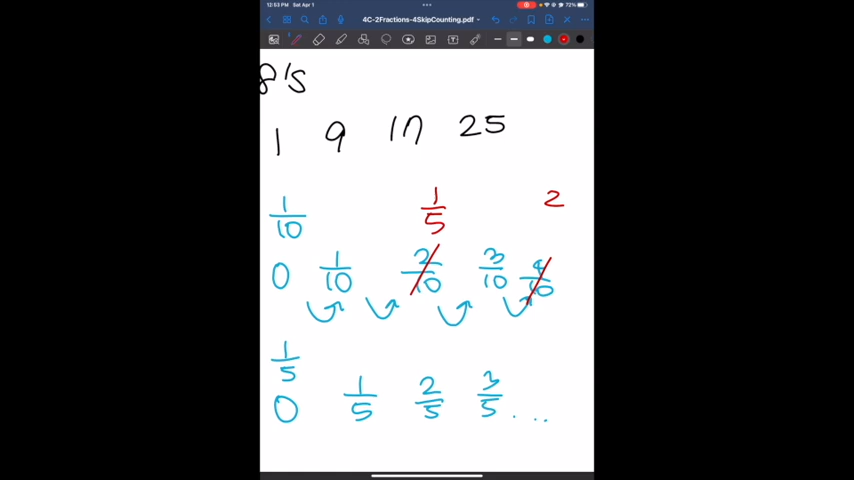 12:53 PM Sat Apr 1 72%
4C-2Fractions-4SkipCounting.pdf
8's
1 9 17 25
1/10 1/5 2
0 1/10 2/10 3/10 4/10
1/5
0 1/5 2/5 3/5 ...